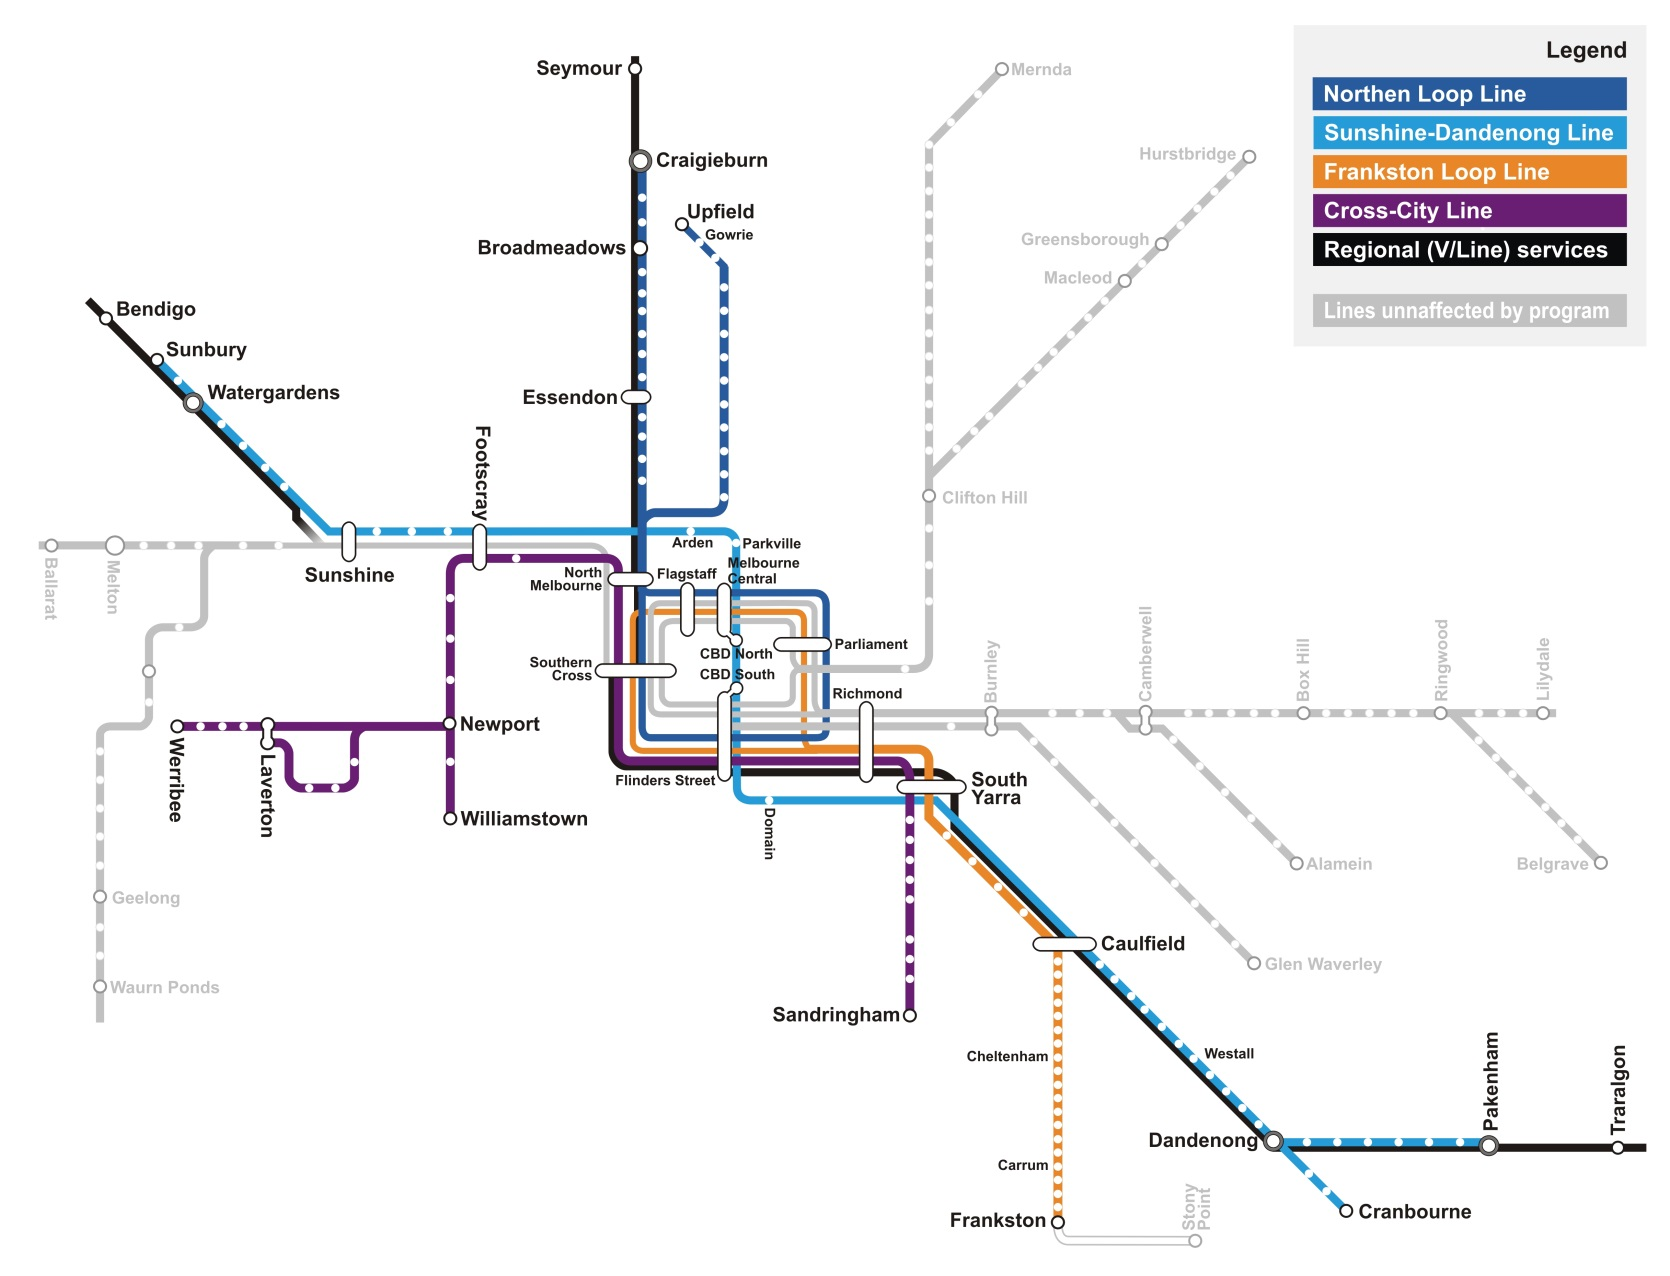 Legend
Northen Loop Line
Sunshine-Dandenong Line
Frankston Loop Line
Cross-City Line
Regional (V/Line) services
Lines unnaffected by program
Seymour
Mernda
Craigieburn
Hurstbridge
Upfield
Gowrie
Broadmeadows
Greensborough
Macleod
Bendigo
Sunbury
Watergardens
Essendon
Footscray
Clifton Hill
Arden
Parkville
Ballarat
Melton
Sunshine
North
Melbourne
Flagstaff
Melbourne
Central
Parliament
CBD North
CBD South
Southern
Cross
Richmond
Burnley
Camberwell
Box Hill
Ringwood
Lilydale
Newport
Werribee
Laverton
Williamstown
Flinders Street
South
Yarra
Domain
Alamein
Belgrave
Geelong
Caulfield
Glen Waverley
Waurn Ponds
Sandringham
Cheltenham
Westall
Dandenong
Pakenham
Traralgon
Carrum
Frankston
Stony
Point
Cranbourne